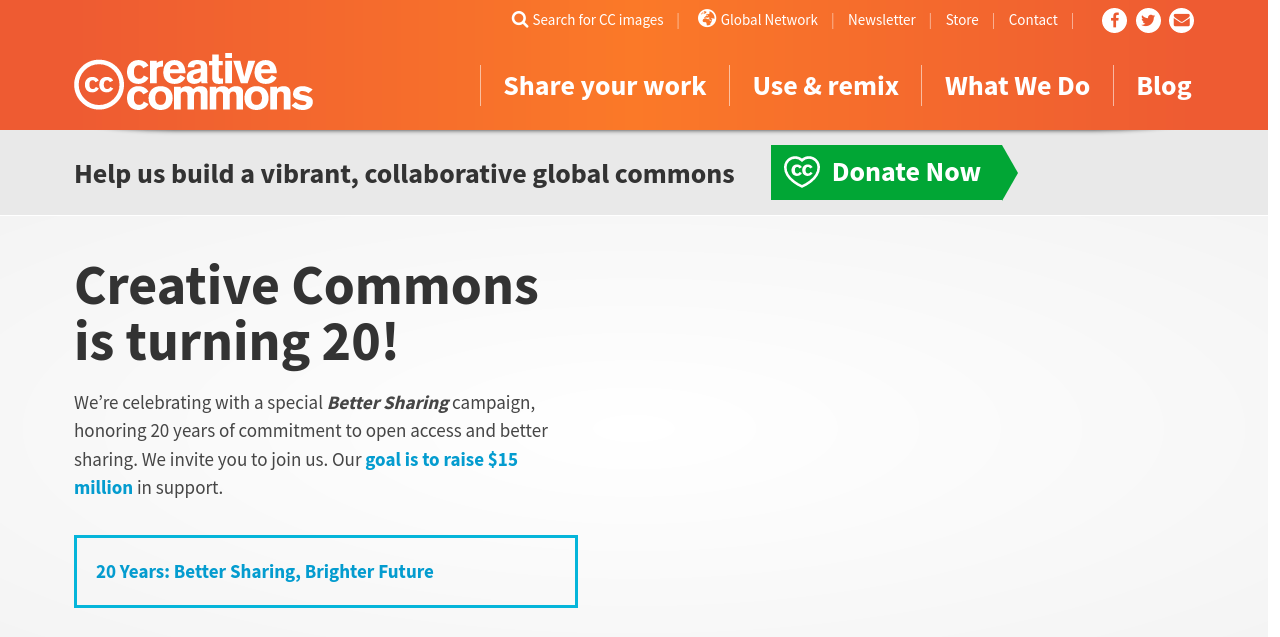 Search for CC images | Global Network | Newsletter | Store | Contact |
cc creative
commons
Share your work Use & remix What We Do Blog
Help us build a vibrant, collaborative global commons
cc Donate Now
Creative Commons
is turning 20!
We’re celebrating with a special Better Sharing campaign,
honoring 20 years of commitment to open access and better
sharing. We invite you to join us. Our goal is to raise $15
million in support.
20 Years: Better Sharing, Brighter Future